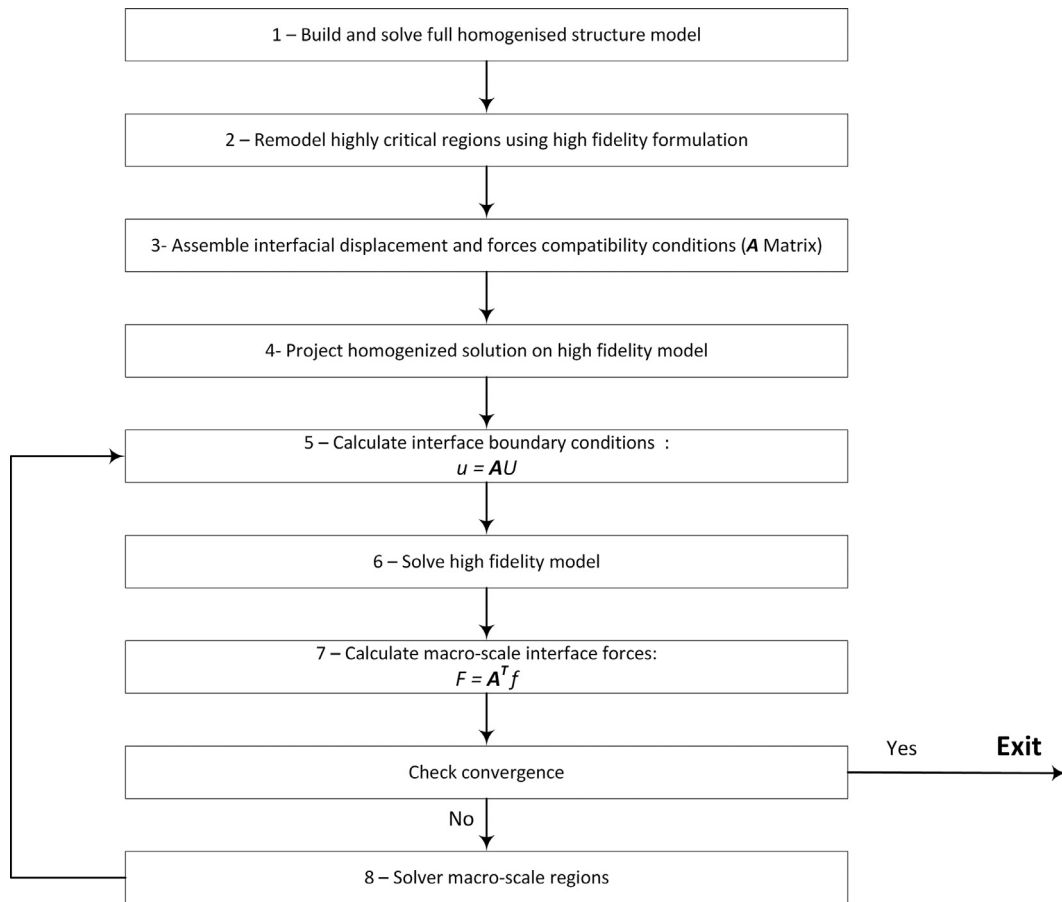 1 – Build and solve full homogenised structure model
2 – Remodel highly critical regions using high fidelity formulation
3- Assemble interfacial displacement and forces compatibility conditions (A Matrix)
4- Project homogenized solution on high fidelity model
5 – Calculate interface boundary conditions :
u = AU
6 – Solve high fidelity model
7 – Calculate macro-scale interface forces:
F = Aᵀf
Check convergence
Yes
Exit
No
8 – Solver macro-scale regions